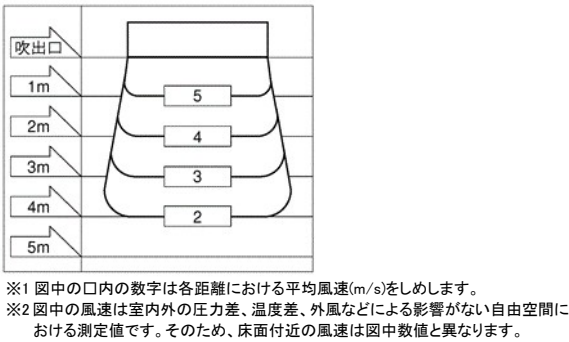 吹出口
1m
5
2m
4
3m
3
4m
2
5m
※1 図中の□内の数字は各距離における平均風速(m/s)をしめします。
※2 図中の風速は室内外の圧力差、温度差、外風などによる影響がない自由空間に
おける測定値です。そのため、床面付近の風速は図中数値と異なります。